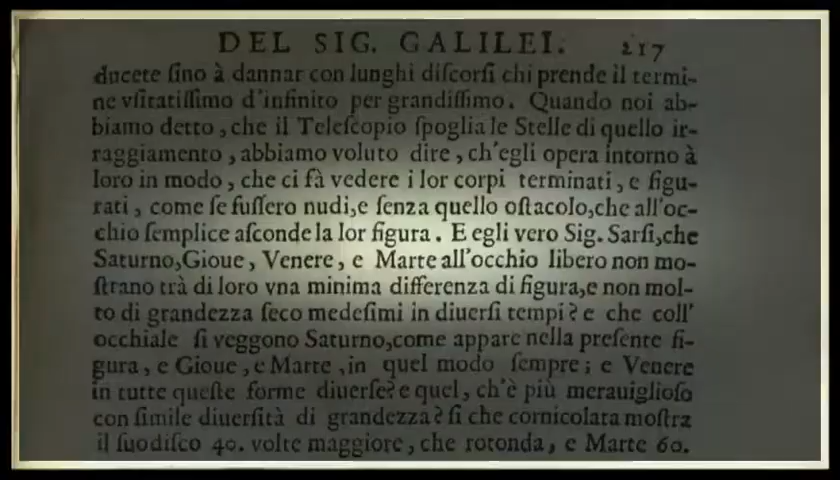 DEL SIG. GALILEI. 217
ducete ſino à dannar con lunghi diſcorſi chi prende il termi-
ne vſitatiſſimo d'infinito per grandiſſimo. Quando noi ab-
biamo detto, che il Teleſcopio ſpoglia le Stelle di quello ir-
raggiamento, abbiamo voluto dire, ch'egli opera intorno à
loro in modo, che ci fà vedere i lor corpi terminati, e figu-
rati, come ſe fuſſero nudi,e ſenza quello oſtacolo,che all'oc-
chio ſemplice aſconde la lor figura. E egli vero Sig. Sarſi,che
Saturno,Gioue, Venere, e Marte all'occhio libero non mo-
ſtrano trà di loro vna minima differenza di figura,e non mol-
to di grandezza ſeco medeſimi in diuerſi tempi? e che coll'
occhiale ſi veggono Saturno,come appare nella preſente fi-
gura, e Gioue, e Marte, in quel modo ſempre; e Venere
in tutte queſte forme diuerſe? e quel, ch'è più merauiglioſo
con ſimile diuerſità di grandezza? ſi che cornicolata moſtra
il ſuo diſco 40. volte maggiore, che rotonda, e Marte 60.